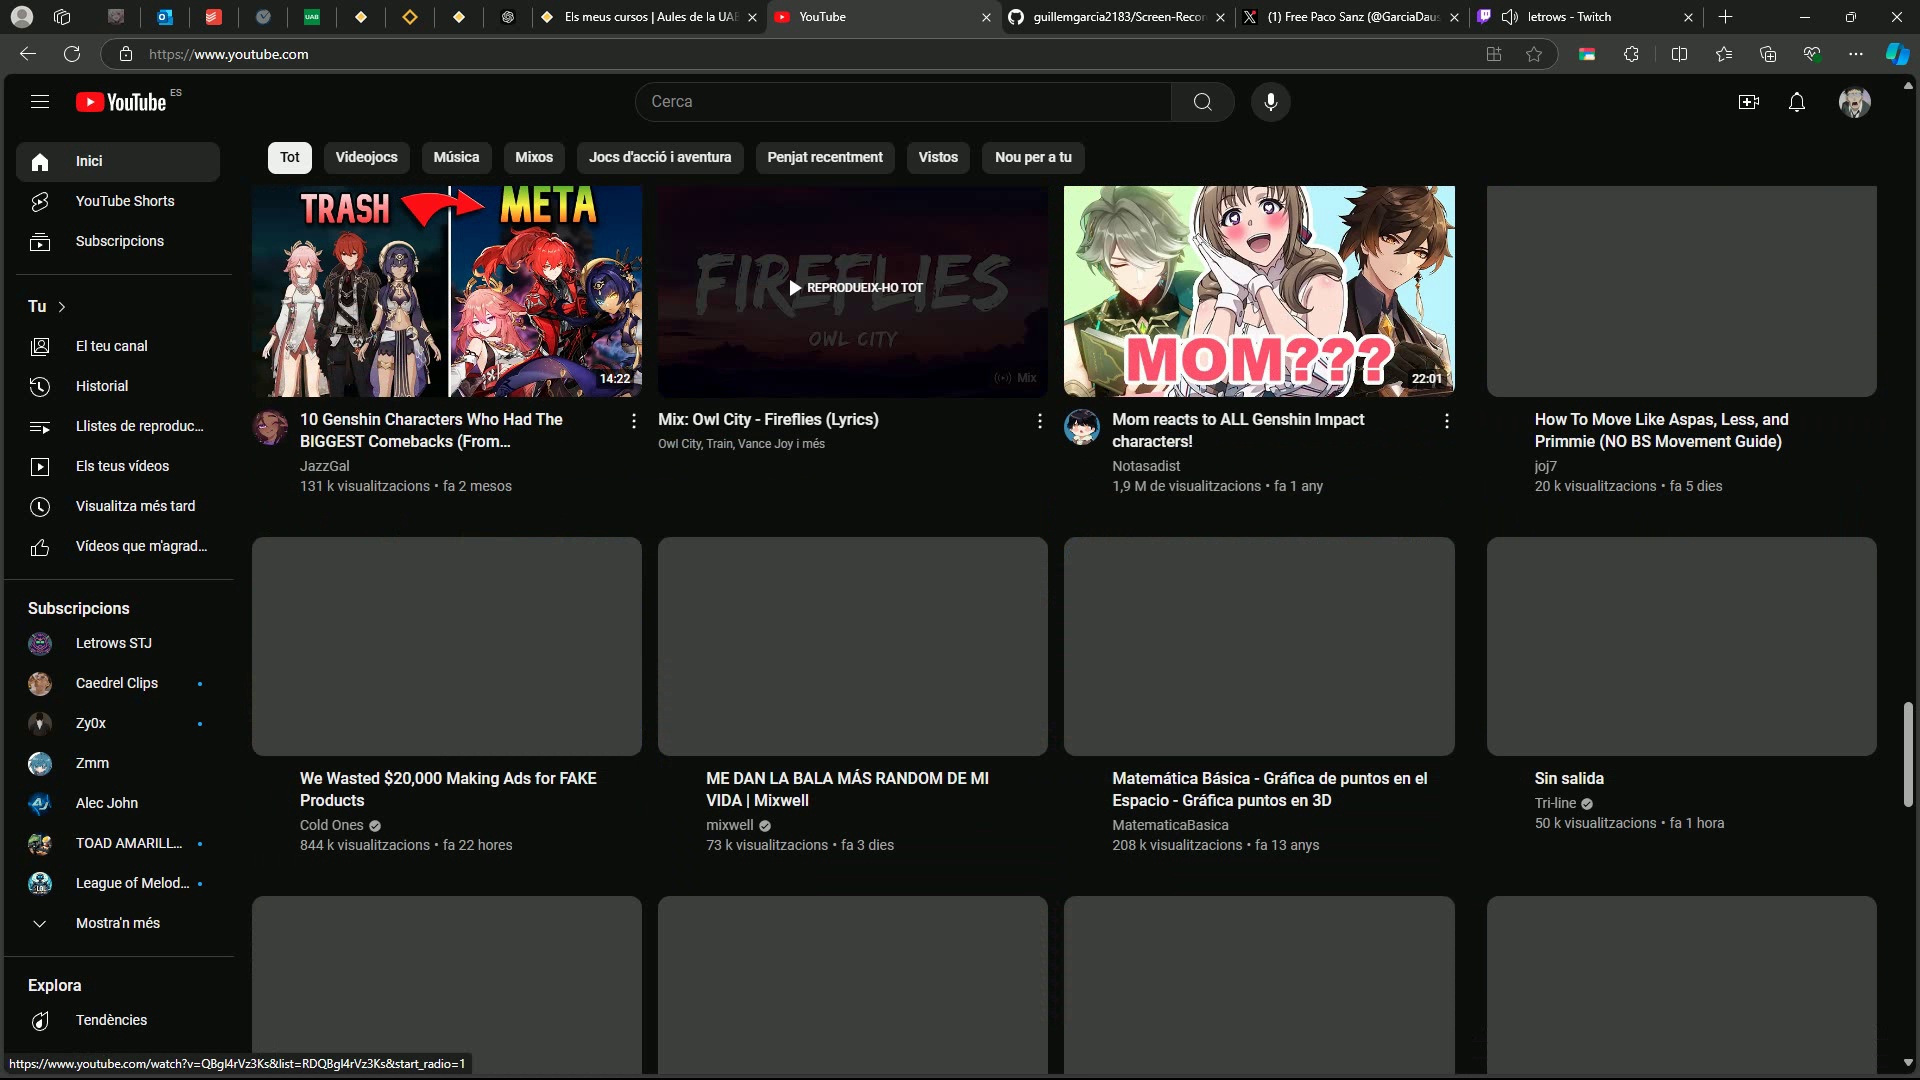 UAB
Els meus cursos | Aules de la UAB
YouTube
guillemgarcia2183/Screen-Recor
(1) Free Paco Sanz (@GarciaDaus
letrows - Twitch
https://www.youtube.com
YouTube ES
Cerca
Inici
YouTube Shorts
Subscripcions
Tu
El teu canal
Historial
Llistes de reproduc...
Els teus vídeos
Visualitza més tard
Vídeos que m'agrad...
Subscripcions
Letrows STJ
Caedrel Clips
Zy0x
Zmm
Alec John
TOAD AMARILL...
League of Melod...
Mostra'n més
Explora
Tendències
Tot
Videojocs
Música
Mixos
Jocs d'acció i aventura
Penjat recentment
Vistos
Nou per a tu
TRASH
META
14:22
FIREFLIES
REPRODUEIX-HO TOT
OWL CITY
Mix
MOM???
22:01
10 Genshin Characters Who Had The
BIGGEST Comebacks (From...
JazzGal
131 k visualitzacions • fa 2 mesos
Mix: Owl City - Fireflies (Lyrics)
Owl City, Train, Vance Joy i més
Mom reacts to ALL Genshin Impact
characters!
Notasadist
1,9 M de visualitzacions • fa 1 any
How To Move Like Aspas, Less, and
Primmie (NO BS Movement Guide)
joj7
20 k visualitzacions • fa 5 dies
We Wasted $20,000 Making Ads for FAKE
Products
Cold Ones
844 k visualitzacions • fa 22 hores
ME DAN LA BALA MÁS RANDOM DE MI
VIDA | Mixwell
mixwell
73 k visualitzacions • fa 3 dies
Matemática Básica - Gráfica de puntos en el
Espacio - Gráfica puntos en 3D
MatematicaBasica
208 k visualitzacions • fa 13 anys
Sin salida
Tri-line
50 k visualitzacions • fa 1 hora
https://www.youtube.com/watch?v=QBgI4rVz3Ks&list=RDQBgI4rVz3Ks&start_radio=1